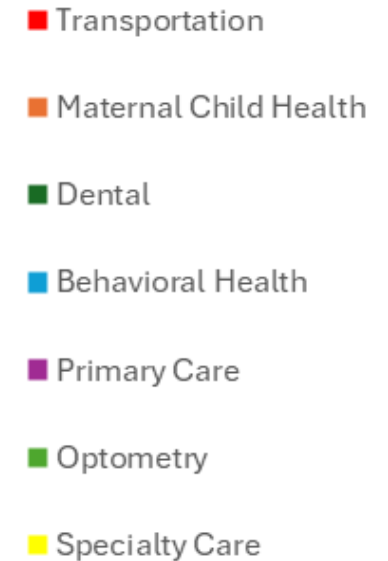 Transportation
Maternal Child Health
Dental
Behavioral Health
Primary Care
Optometry
Specialty Care